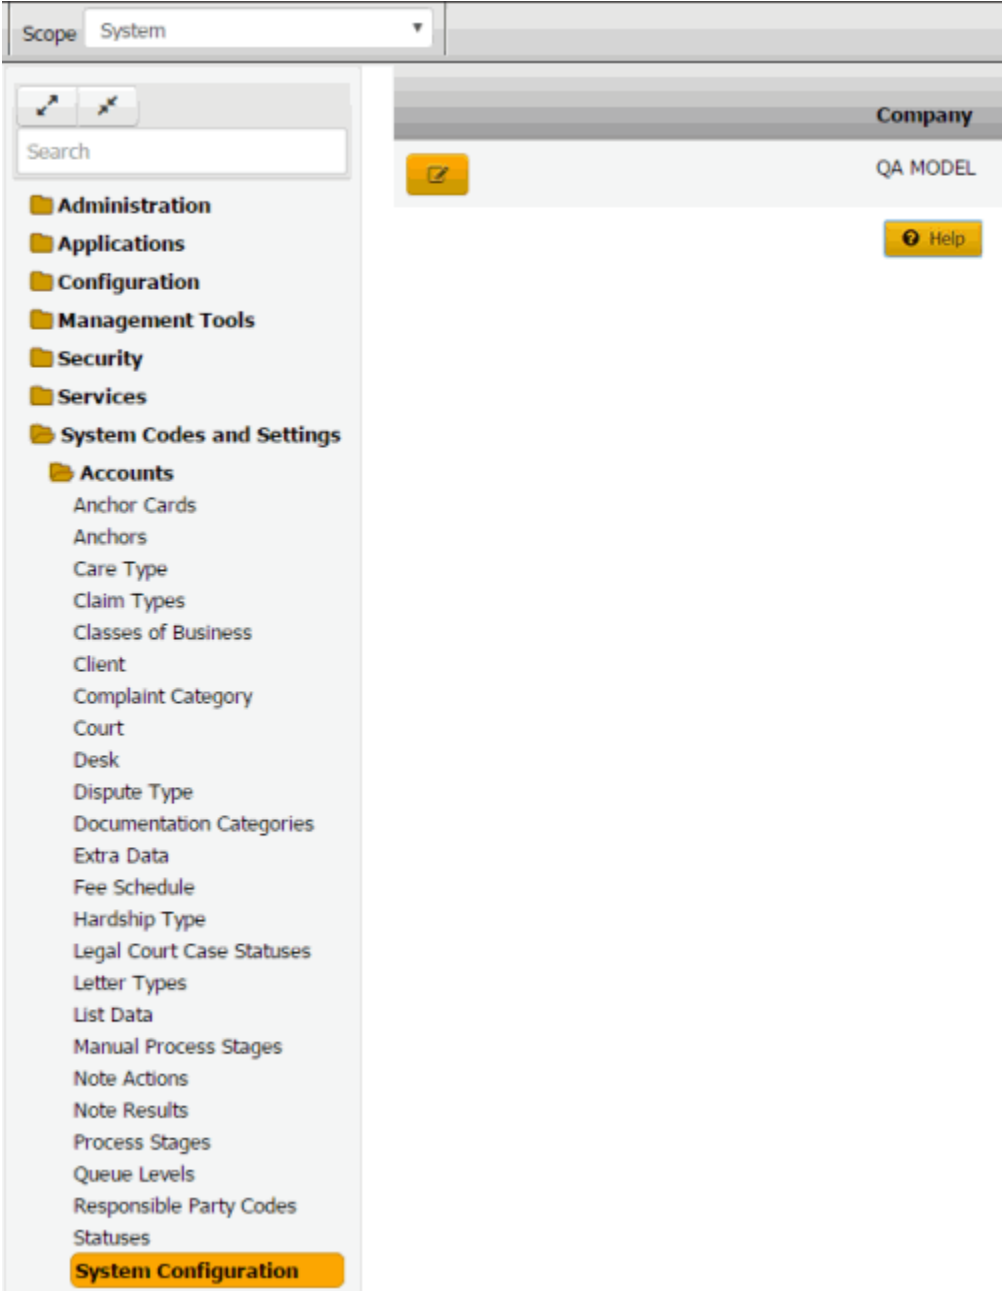 Scope System
Search
Company
QA MODEL
Help
Administration
Applications
Configuration
Management Tools
Security
Services
System Codes and Settings
Accounts
Anchor Cards
Anchors
Care Type
Claim Types
Classes of Business
Client
Complaint Category
Court
Desk
Dispute Type
Documentation Categories
Extra Data
Fee Schedule
Hardship Type
Legal Court Case Statuses
Letter Types
List Data
Manual Process Stages
Note Actions
Note Results
Process Stages
Queue Levels
Responsible Party Codes
Statuses
System Configuration